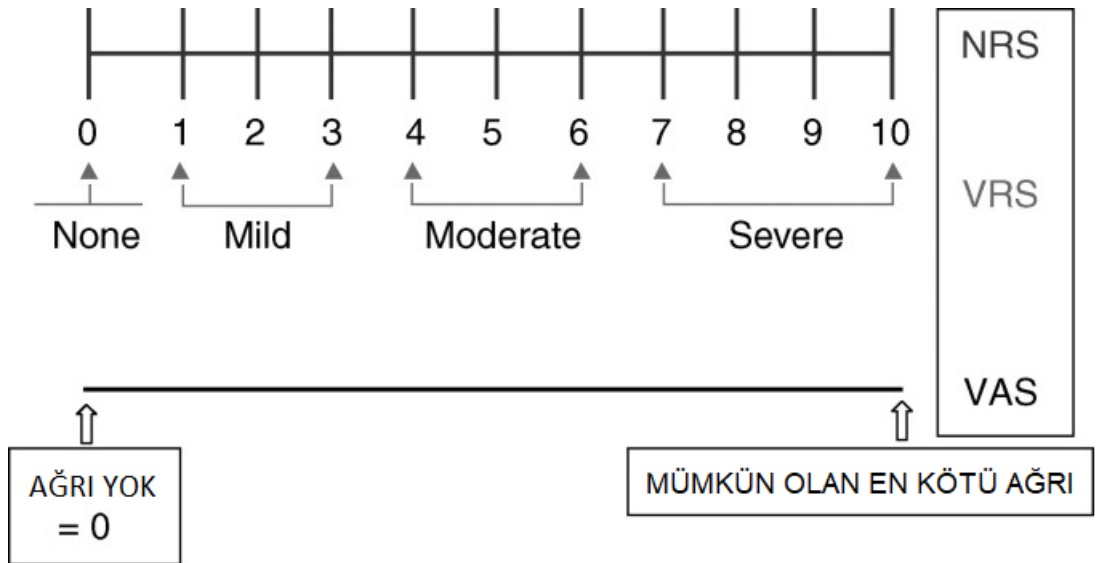 NRS
0 1 2 3 4 5 6 7 8 9 10
VRS
None Mild Moderate Severe
VAS
AĞRI YOK
= 0
MÜMKÜN OLAN EN KÖTÜ AĞRI